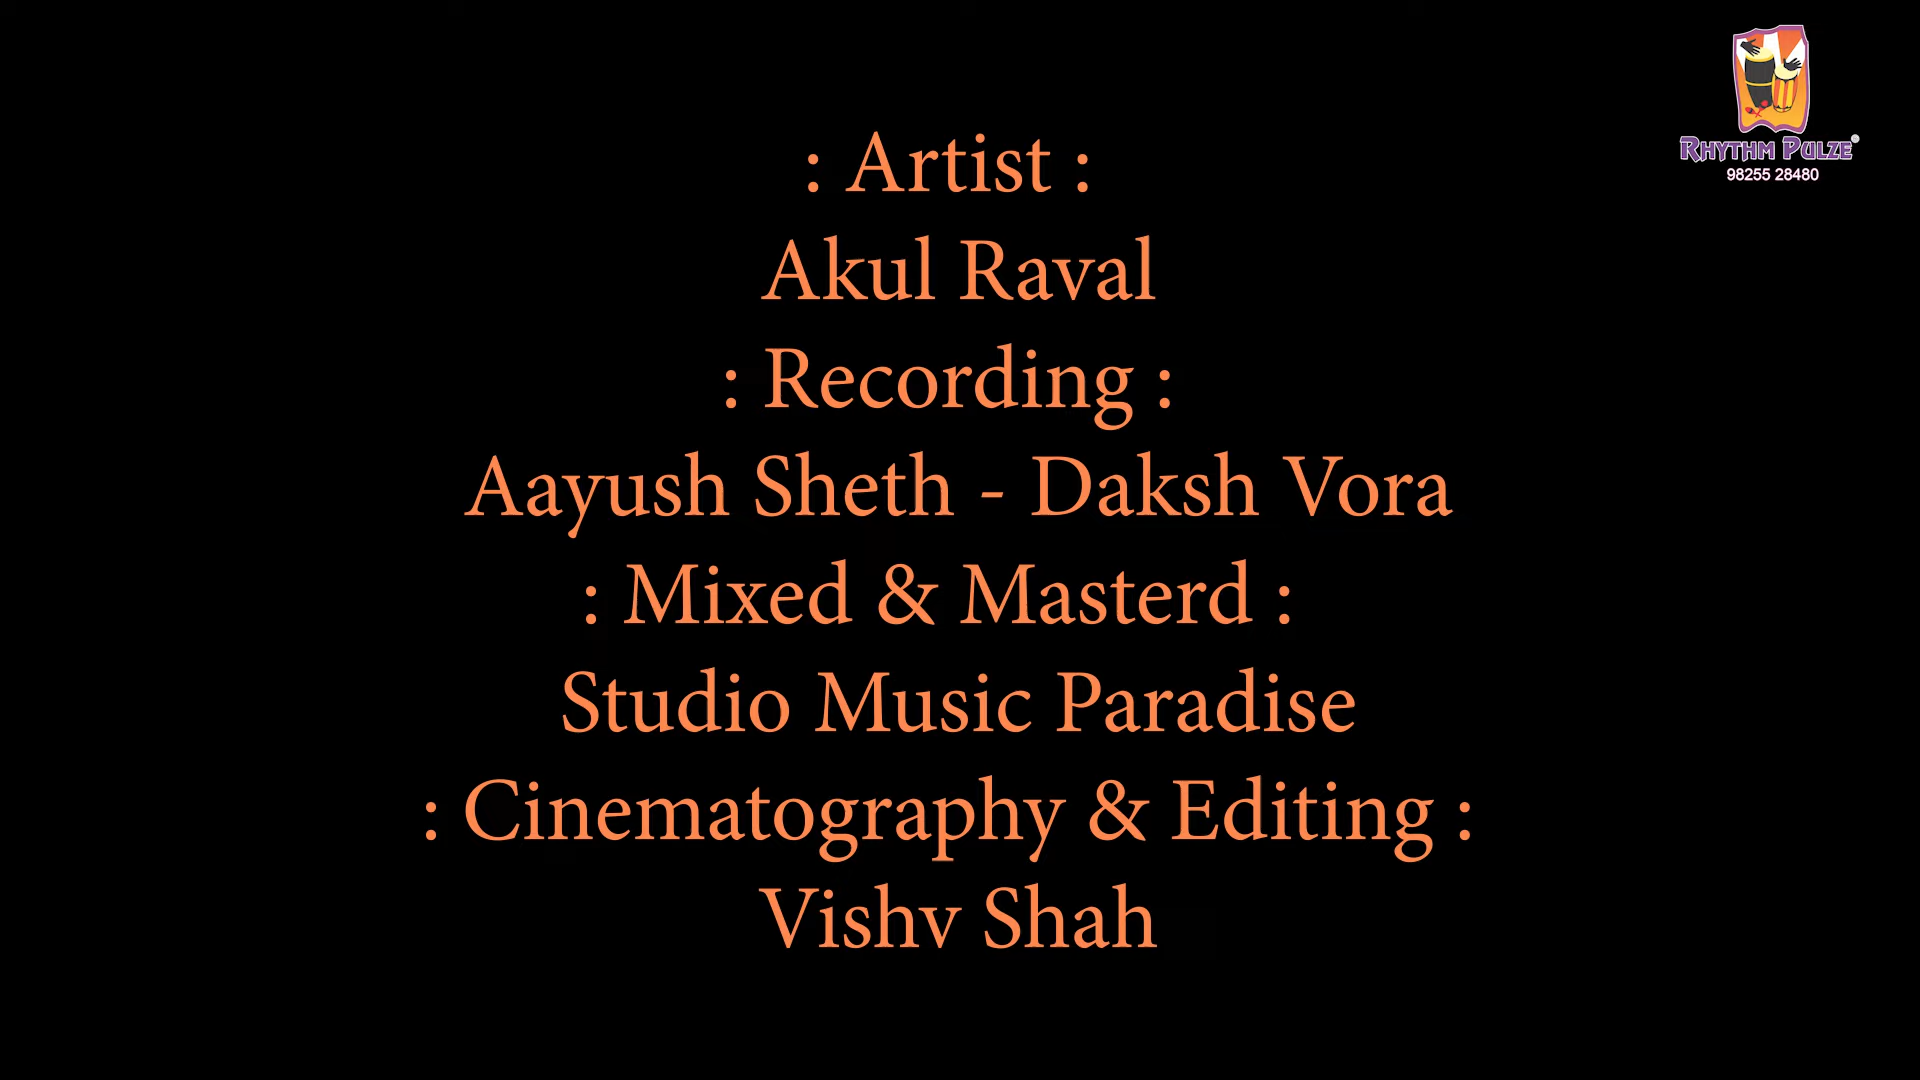 : Artist :
Akul Raval
: Recording :
Aayush Sheth - Daksh Vora
: Mixed & Masterd :
Studio Music Paradise
: Cinematography & Editing :
Vishv Shah
RHYTHM PULZE
98255 28480